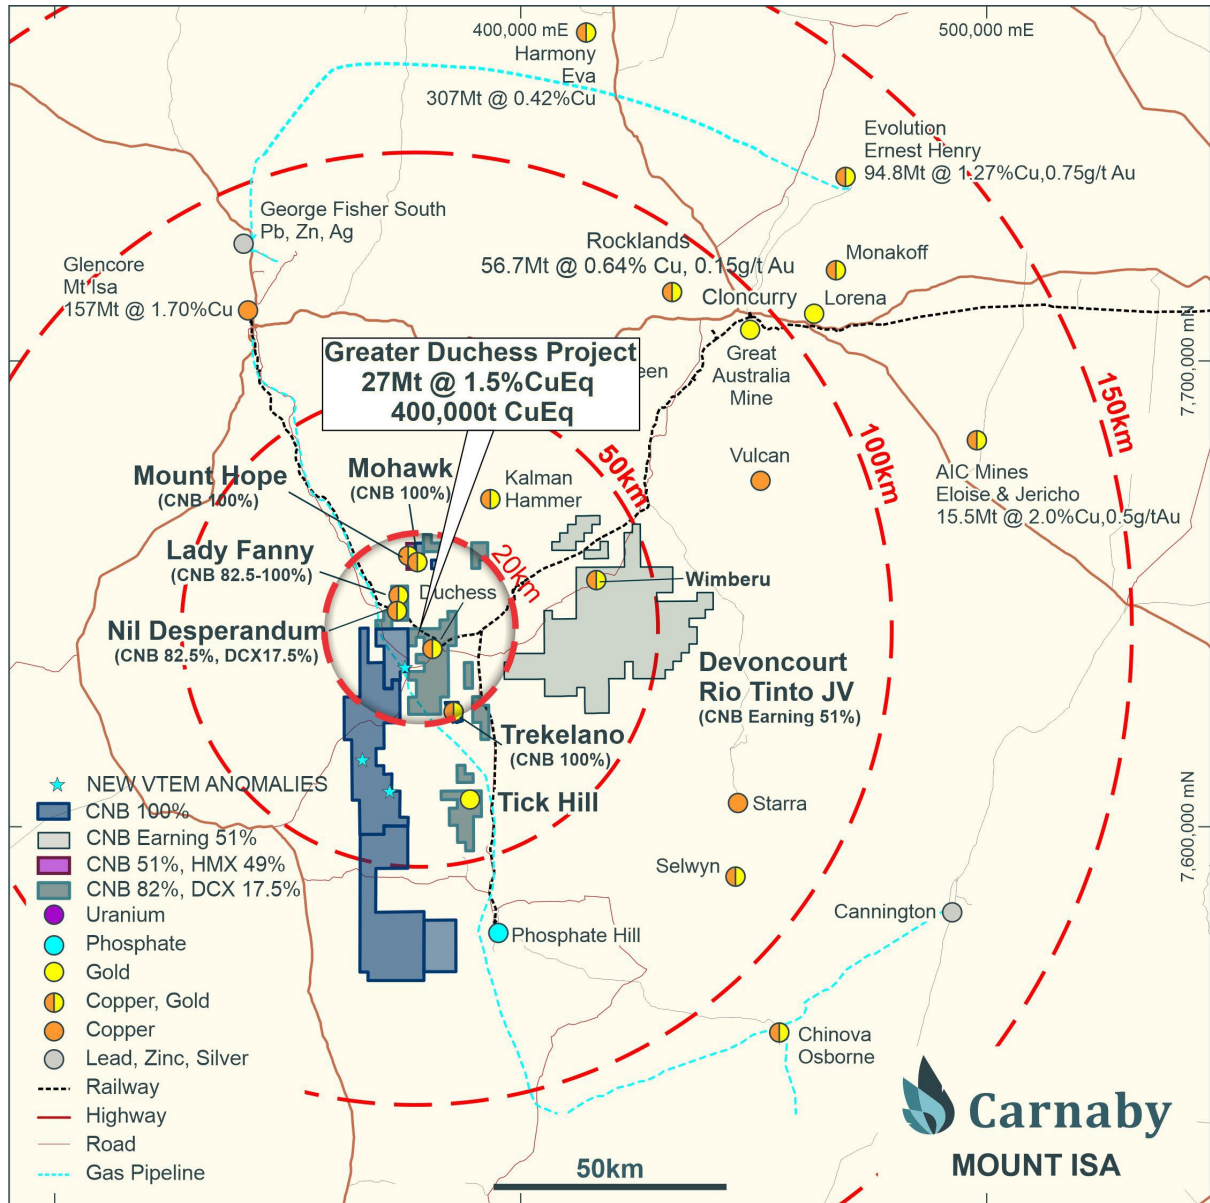 400,000 mE
500,000 mE
Harmony
Eva
307Mt @ 0.42%Cu
Evolution
Ernest Henry
94.8Mt @ 1.27%Cu,0.75g/t Au
George Fisher South
Pb, Zn, Ag
Glencore
Mt Isa
157Mt @ 1.70%Cu
Rocklands
56.7Mt @ 0.64% Cu, 0.15g/t Au
Monakoff
Cloncurry
Lorena
Great
Australia
Mine
7,700,000 mN
Greater Duchess Project
27Mt @ 1.5%CuEq
400,000t CuEq
een
150km
100km
50km
20km
Mount Hope
(CNB 100%)
Mohawk
(CNB 100%)
Kalman
Hammer
Vulcan
AIC Mines
Eloise & Jericho
15.5Mt @ 2.0%Cu,0.5g/tAu
Lady Fanny
(CNB 82.5-100%)
Duchess
Wimberu
Nil Desperandum
(CNB 82.5%, DCX17.5%)
Devoncourt
Rio Tinto JV
(CNB Earning 51%)
Trekelano
(CNB 100%)
Tick Hill
Starra
Selwyn
Cannington
7,600,000 mN
Phosphate Hill
Chinova
Osborne
NEW VTEM ANOMALIES
CNB 100%
CNB Earning 51%
CNB 51%, HMX 49%
CNB 82%, DCX 17.5%
Uranium
Phosphate
Gold
Copper, Gold
Copper
Lead, Zinc, Silver
Railway
Highway
Road
Gas Pipeline
50km
Carnaby
MOUNT ISA